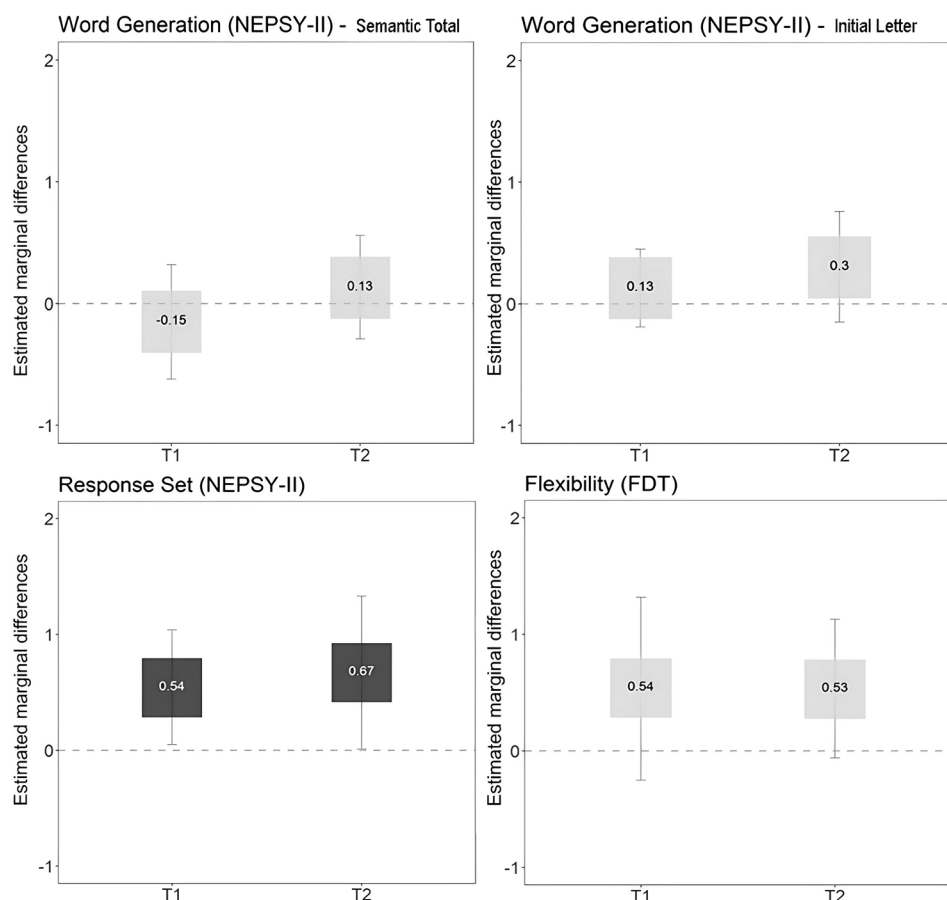 Word Generation (NEPSY-II) - Semantic Total
Estimated marginal differences
2
1
0
-1
-0.15
0.13
T1
T2
Word Generation (NEPSY-II) - Initial Letter
Estimated marginal differences
2
1
0
-1
0.13
0.3
T1
T2
Response Set (NEPSY-II)
Estimated marginal differences
2
1
0
-1
0.54
0.67
T1
T2
Flexibility (FDT)
Estimated marginal differences
2
1
0
-1
0.54
0.53
T1
T2